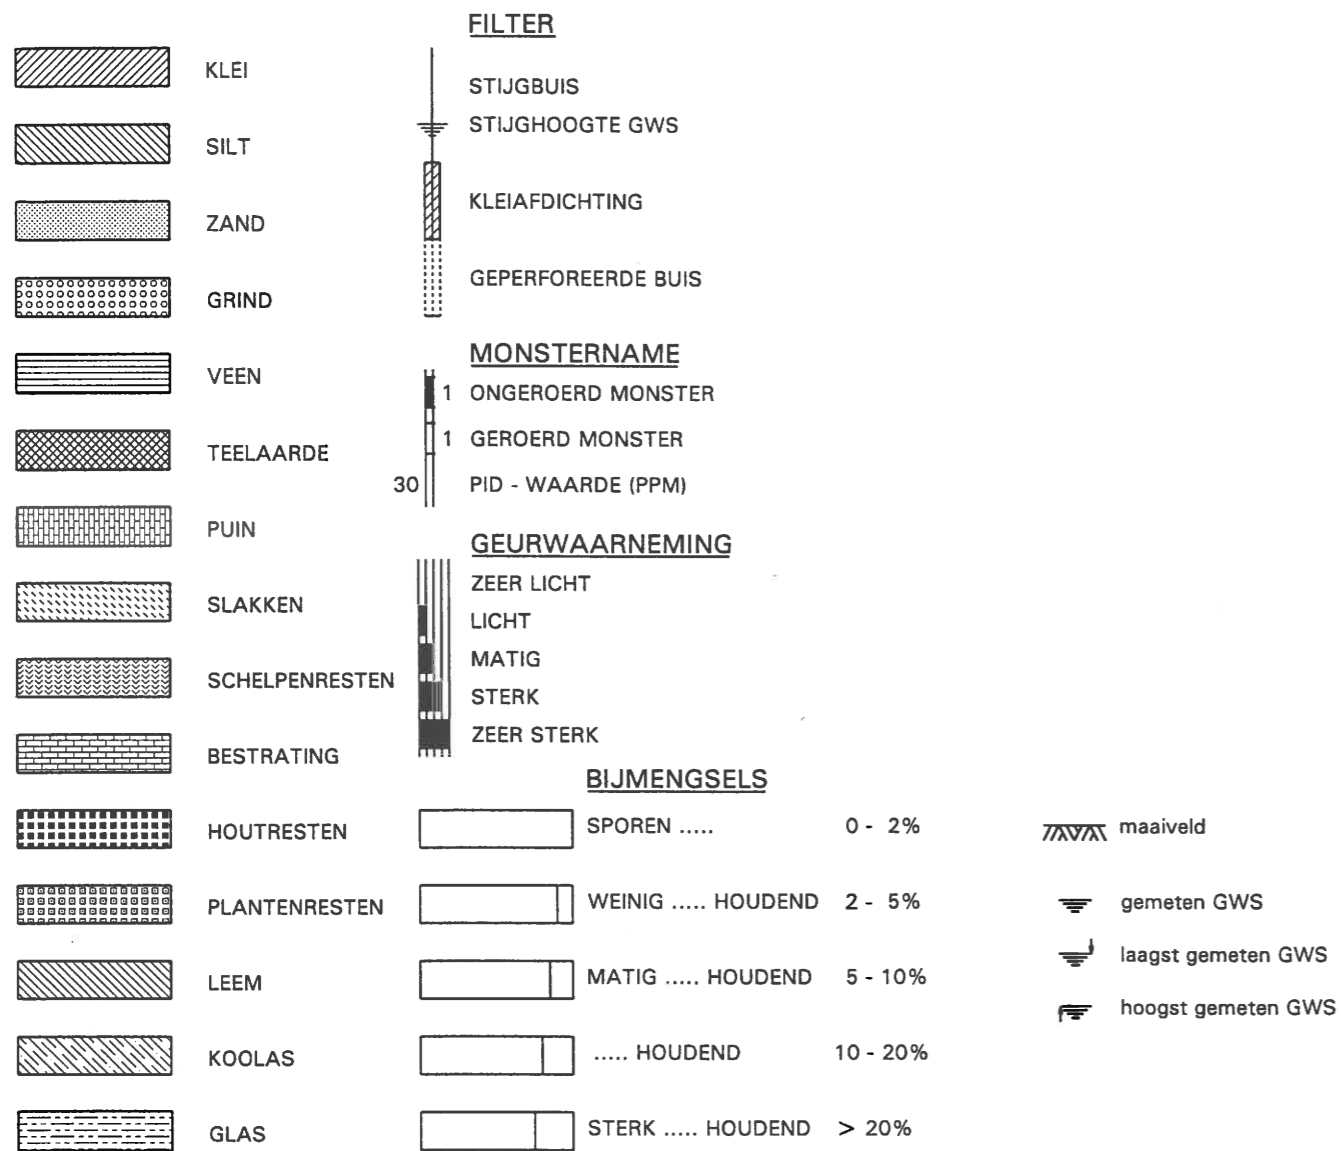 KLEI
SILT
ZAND
GRIND
VEEN
TEELAARDE
PUIN
SLAKKEN
SCHELPENRESTEN
BESTRATING
HOUTRESTEN
PLANTENRESTEN
LEEM
KOOLAS
GLAS
FILTER
STIJGBUIS
STIJGHOOGTE GWS
KLEIAFDICHTING
GEPERFOREERDE BUIS
MONSTERNAME
1 ONGEROERD MONSTER
1 GEROERD MONSTER
30 PID - WAARDE (PPM)
GEURWAARNEMING
ZEER LICHT
LICHT
MATIG
STERK
ZEER STERK
BIJMENGSELS
SPOREN ..... 0 - 2%
WEINIG ..... HOUDEND 2 - 5%
MATIG ..... HOUDEND 5 - 10%
..... HOUDEND 10 - 20%
STERK ..... HOUDEND > 20%
maaiveld
gemeten GWS
laagst gemeten GWS
hoogst gemeten GWS